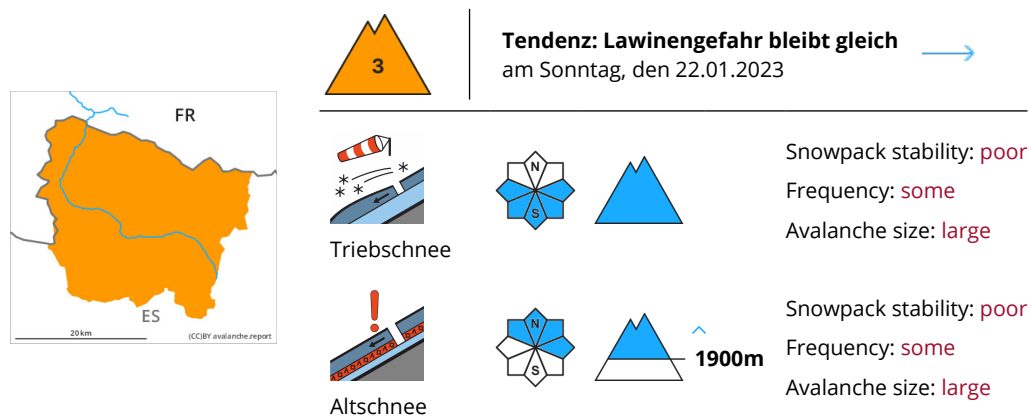 3
Tendenz: Lawinengefahr bleibt gleich
am Sonntag, den 22.01.2023
FR
ES
20 km
(CC)BY avalanche.report
N
S
Triebschnee
Snowpack stability: poor
Frequency: some
Avalanche size: large
N
S
1900m
Altschnee
Snowpack stability: poor
Frequency: some
Avalanche size: large